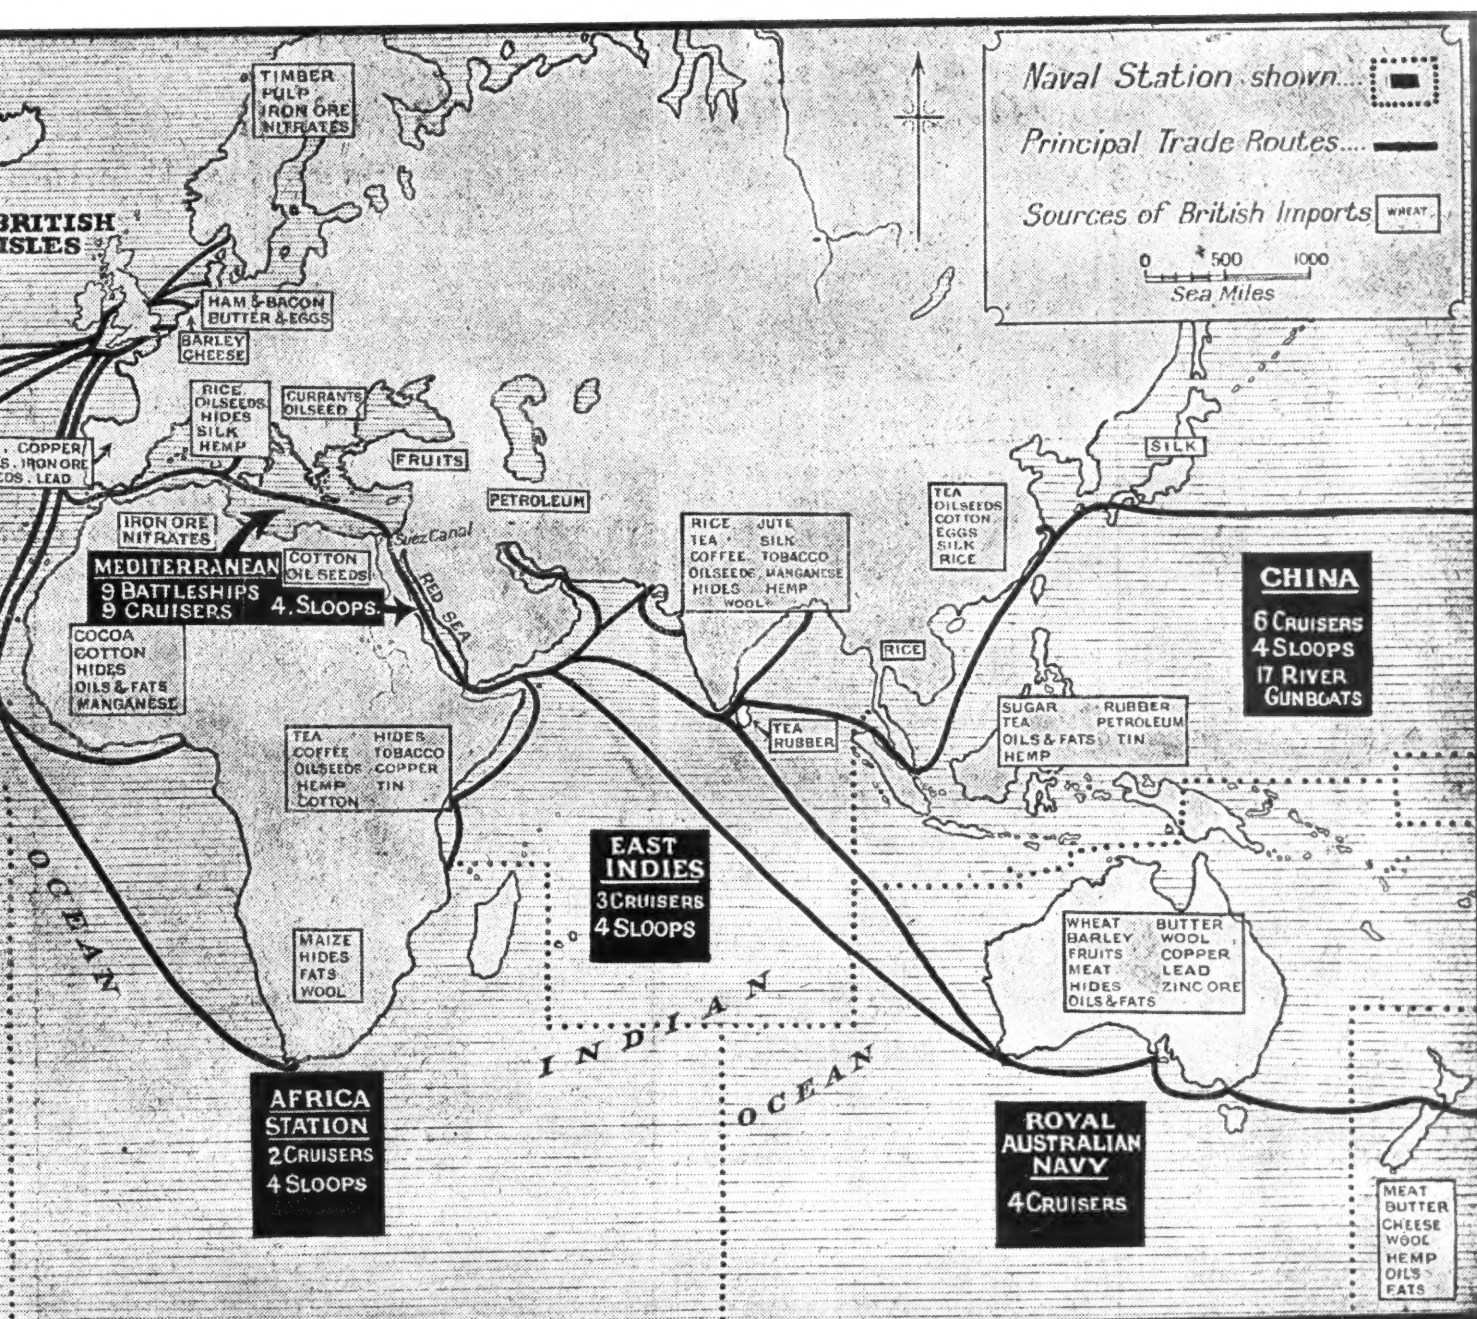 Naval Station shown....
Principal Trade Routes....
Sources of British Imports
WHEAT
0 500 1000
Sea Miles
TIMBER
PULP
IRON ORE
NITRATES
BRITISH
ISLES
HAM & BACON
BUTTER & EGGS
BARLEY
CHEESE
RICE
OILSEEDS
HIDES
SILK
HEMP
CURRANTS
OILSEED
COPPER
IRON ORE
LEAD
FRUITS
PETROLEUM
SILK
IRON ORE
NITRATES
Suez Canal
COTTON
OILSEEDS
MEDITERRANEAN
9 BATTLESHIPS
9 CRUISERS 4. SLOOPS.
RED SEA
RICE JUTE
TEA SILK
COFFEE TOBACCO
OILSEEDS MANGANESE
HIDES HEMP
WOOL
TEA
OILSEEDS
COTTON
EGGS
SILK
RICE
CHINA
6 CRUISERS
4 SLOOPS
17 RIVER
GUNBOATS
COCOA
COTTON
HIDES
OILS & FATS
MANGANESE
RICE
SUGAR RUBBER
TEA PETROLEUM
OILS & FATS TIN
HEMP
TEA
RUBBER
TEA HIDES
COFFEE TOBACCO
OILSEEDS COPPER
HEMP TIN
COTTON
EAST
INDIES
3 CRUISERS
4 SLOOPS
OCEAN
MAIZE
HIDES
FATS
WOOL
WHEAT BUTTER
BARLEY WOOL
FRUITS COPPER
MEAT LEAD
HIDES ZINC ORE
OILS & FATS
INDIAN
OCEAN
AFRICA
STATION
2 CRUISERS
4 SLOOPS
ROYAL
AUSTRALIAN
NAVY
4 CRUISERS
MEAT
BUTTER
CHEESE
WOOL
HEMP
OILS
FATS